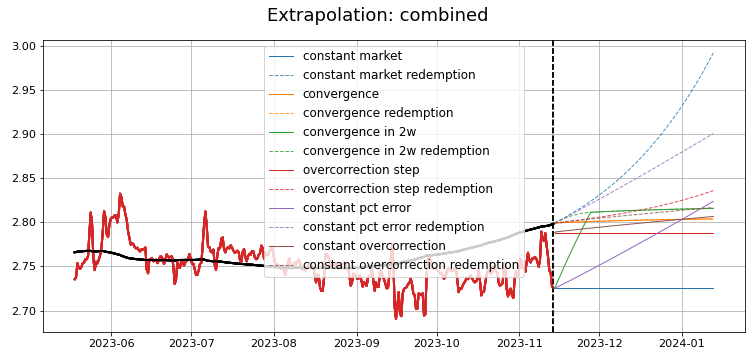 Extrapolation: combined
3.00
2.95
2.90
2.85
2.80
2.75
2.70
constant market
constant market redemption
convergence
convergence redemption
convergence in 2w
convergence in 2w redemption
overcorrection step
overcorrection step redemption
constant pct error
constant pct error redemption
constant overcorrection
constant overcorrection redemption
2023-06 2023-07 2023-08 2023-09 2023-10 2023-11 2023-12 2024-01